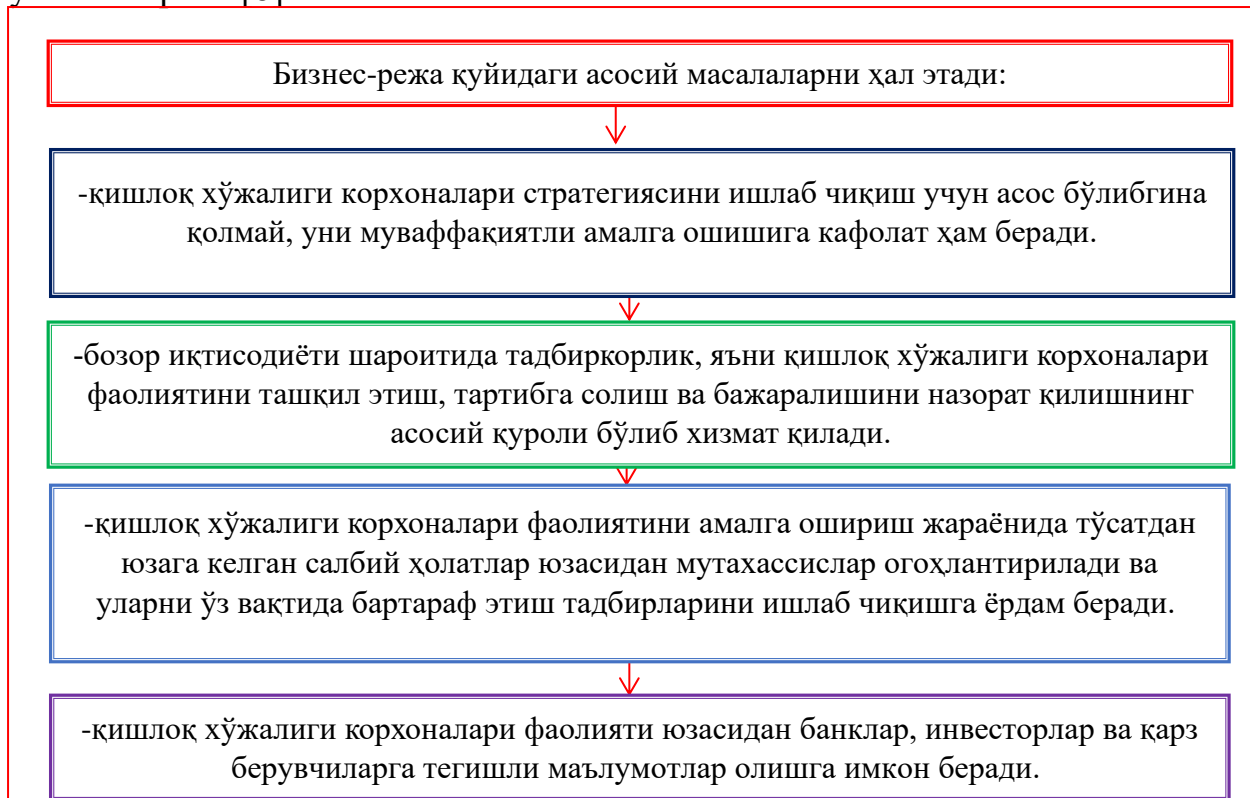 Бизнес-режа қуйидаги асосий масалаларни ҳал этади:
-қишлоқ хўжалиги корхоналари стратегиясини ишлаб чиқиш учун асос бўлибгина
қолмай, уни муваффақиятли амалга ошишига кафолат ҳам беради.
-бозор иқтисодиёти шароитида тадбиркорлик, яъни қишлоқ хўжалиги корхоналари
фаолиятини ташқил этиш, тартибга солиш ва бажаралишини назорат қилишнинг
асосий қуроли бўлиб хизмат қилади.
-қишлоқ хўжалиги корхоналари фаолиятини амалга ошириш жараёнида тўсатдан
юзага келган салбий ҳолатлар юзасидан мутахассислар огоҳлантирилади ва
уларни ўз вақтида бартараф этиш тадбирларини ишлаб чиқишга ёрдам беради.
-қишлоқ хўжалиги корхоналари фаолияти юзасидан банклар, инвесторлар ва қарз
берувчиларга тегишли маълумотлар олишга имкон беради.